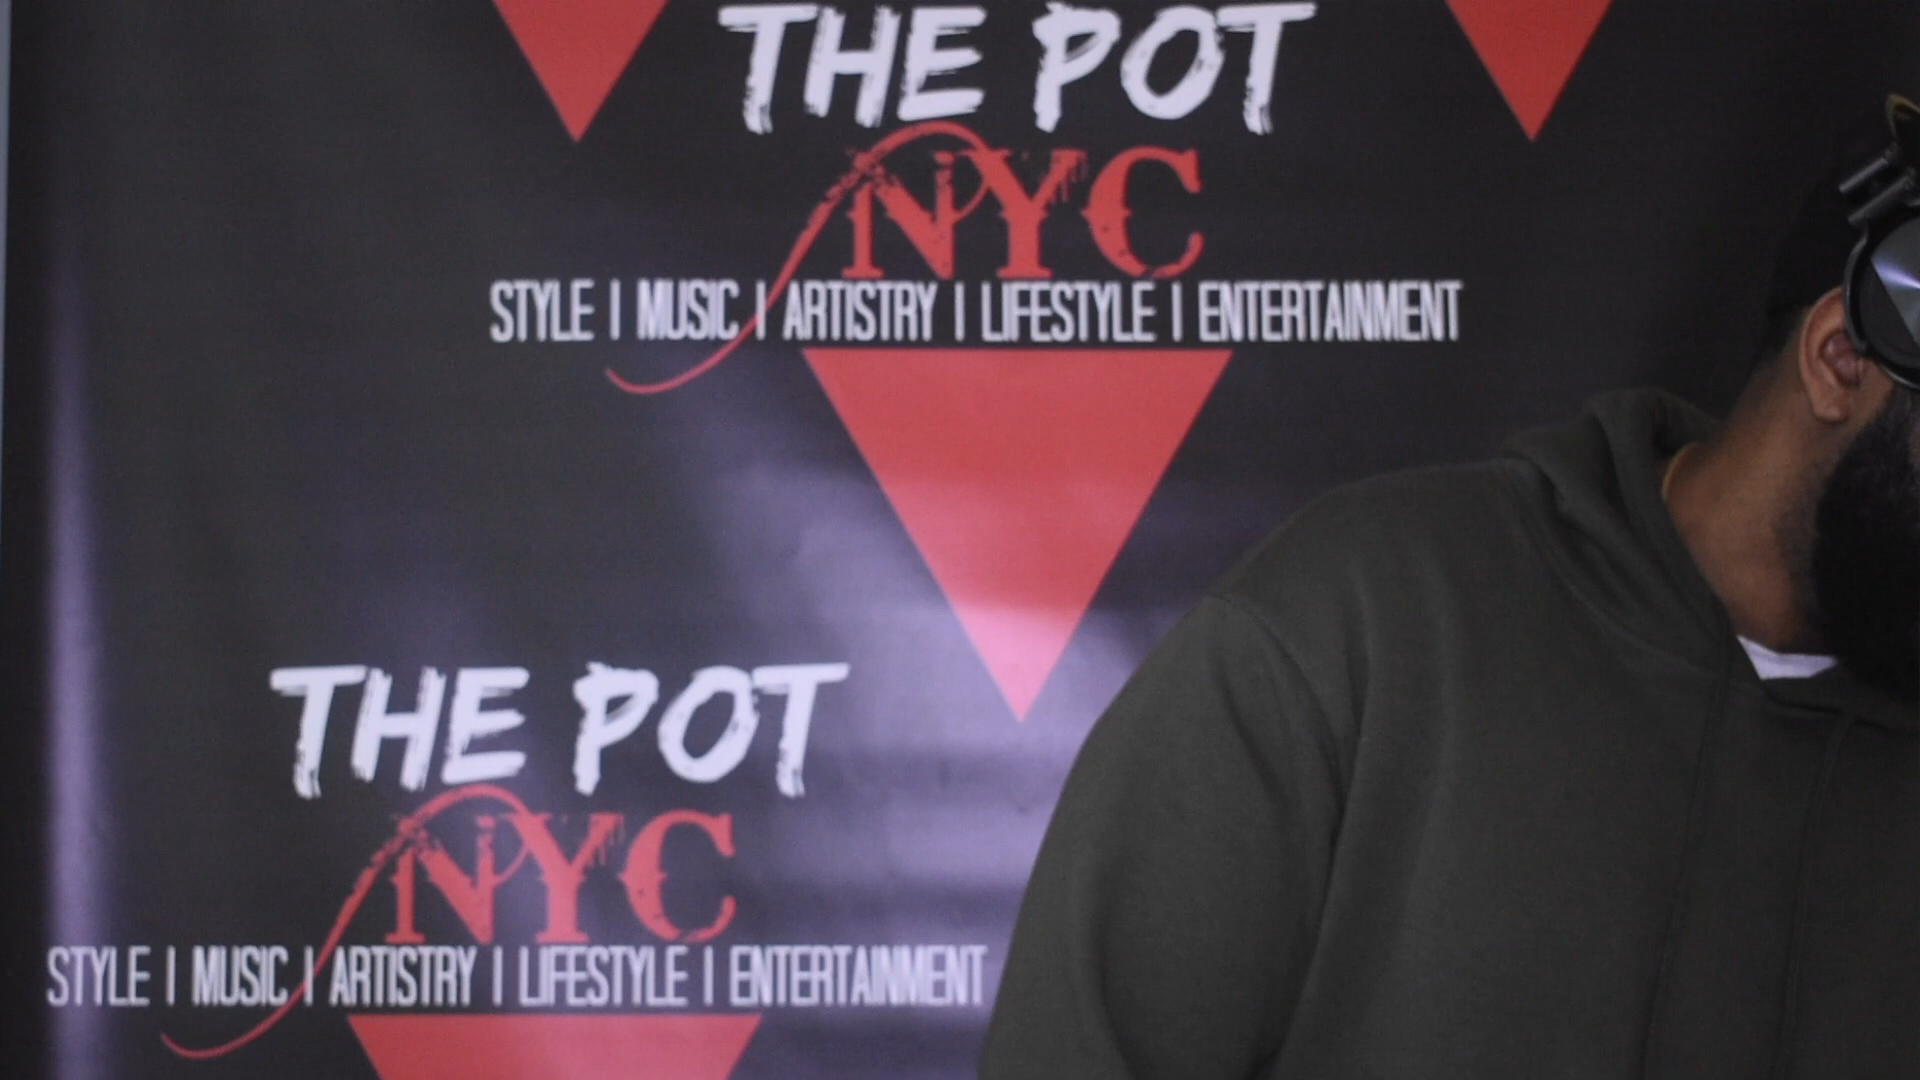 THE POT
NYC
STYLE | MUSIC | ARTISTRY | LIFESTYLE | ENTERTAINMENT
THE POT
NYC
STYLE | MUSIC | ARTISTRY | LIFESTYLE | ENTERTAINMENT